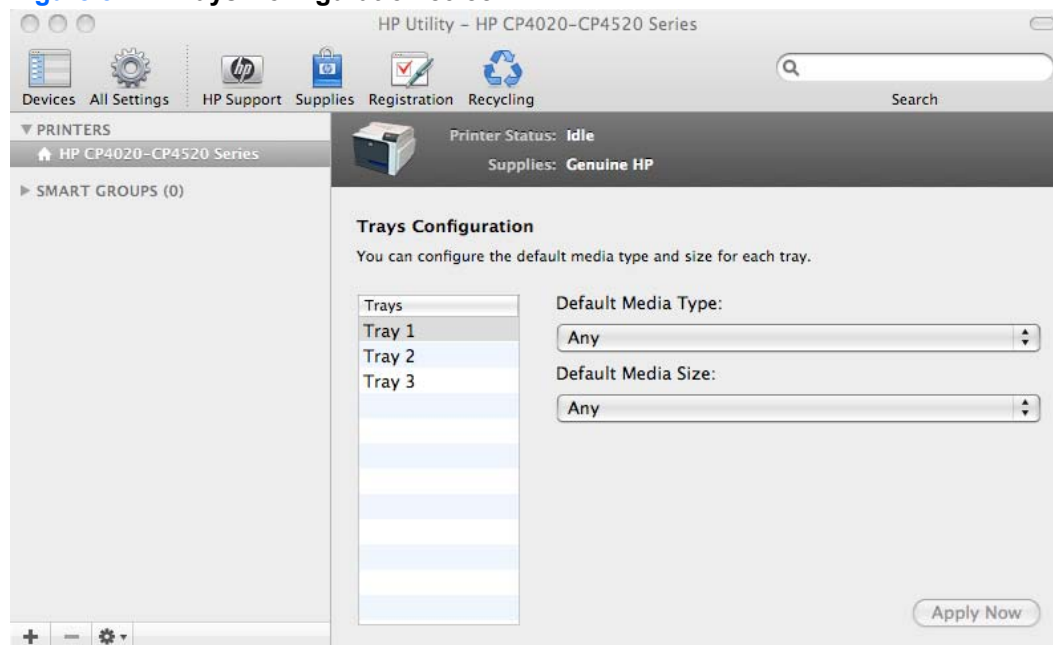 HP Utility – HP CP4020–CP4520 Series
Devices All Settings HP Support Supplies Registration Recycling Search
▼ PRINTERS
HP CP4020–CP4520 Series
▶ SMART GROUPS (0)
Printer Status: Idle
Supplies: Genuine HP
Trays Configuration
You can configure the default media type and size for each tray.
Trays
Tray 1
Tray 2
Tray 3
Default Media Type:
Any
Default Media Size:
Any
Apply Now